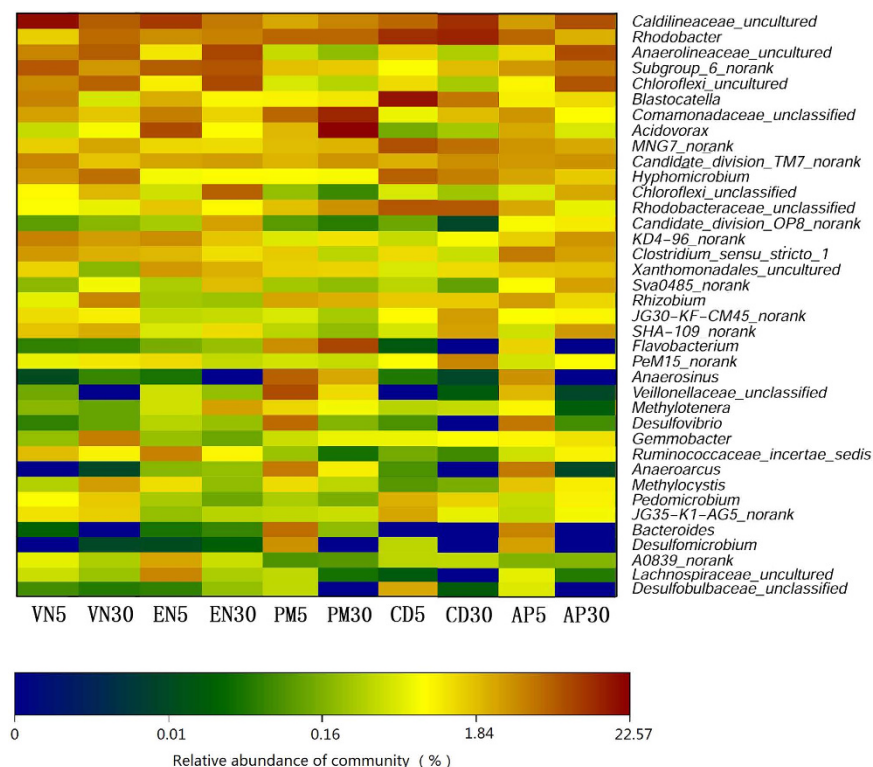 Caldilineaceae_uncultured
Rhodobacter
Anaerolineaceae_uncultured
Subgroup_6_norank
Chloroflexi_uncultured
Blastocatella
Comamonadaceae_unclassified
Acidovorax
MNG7_norank
Candidate_division_TM7_norank
Hyphomicrobium
Chloroflexi_unclassified
Rhodobacteraceae_unclassified
Candidate_division_OP8_norank
KD4-96_norank
Clostridium_sensu_stricto_1
Xanthomonadales_uncultured
Sva0485_norank
Rhizobium
JG30-KF-CM45_norank
SHA-109_norank
Flavobacterium
PeM15_norank
Anaerosinus
Veillonellaceae_unclassified
Methylotenera
Desulfovibrio
Gemmobacter
Ruminococcaceae_incertae_sedis
Anaeroarcus
Methylocystis
Pedomicrobium
JG35-K1-AG5_norank
Bacteroides
Desulfomicrobium
A0839_norank
Lachnospiraceae_uncultured
Desulfobulbaceae_unclassified
VN5 VN30 EN5 EN30 PM5 PM30 CD5 CD30 AP5 AP30
0 0.01 0.16 1.84 22.57
Relative abundance of community (%)